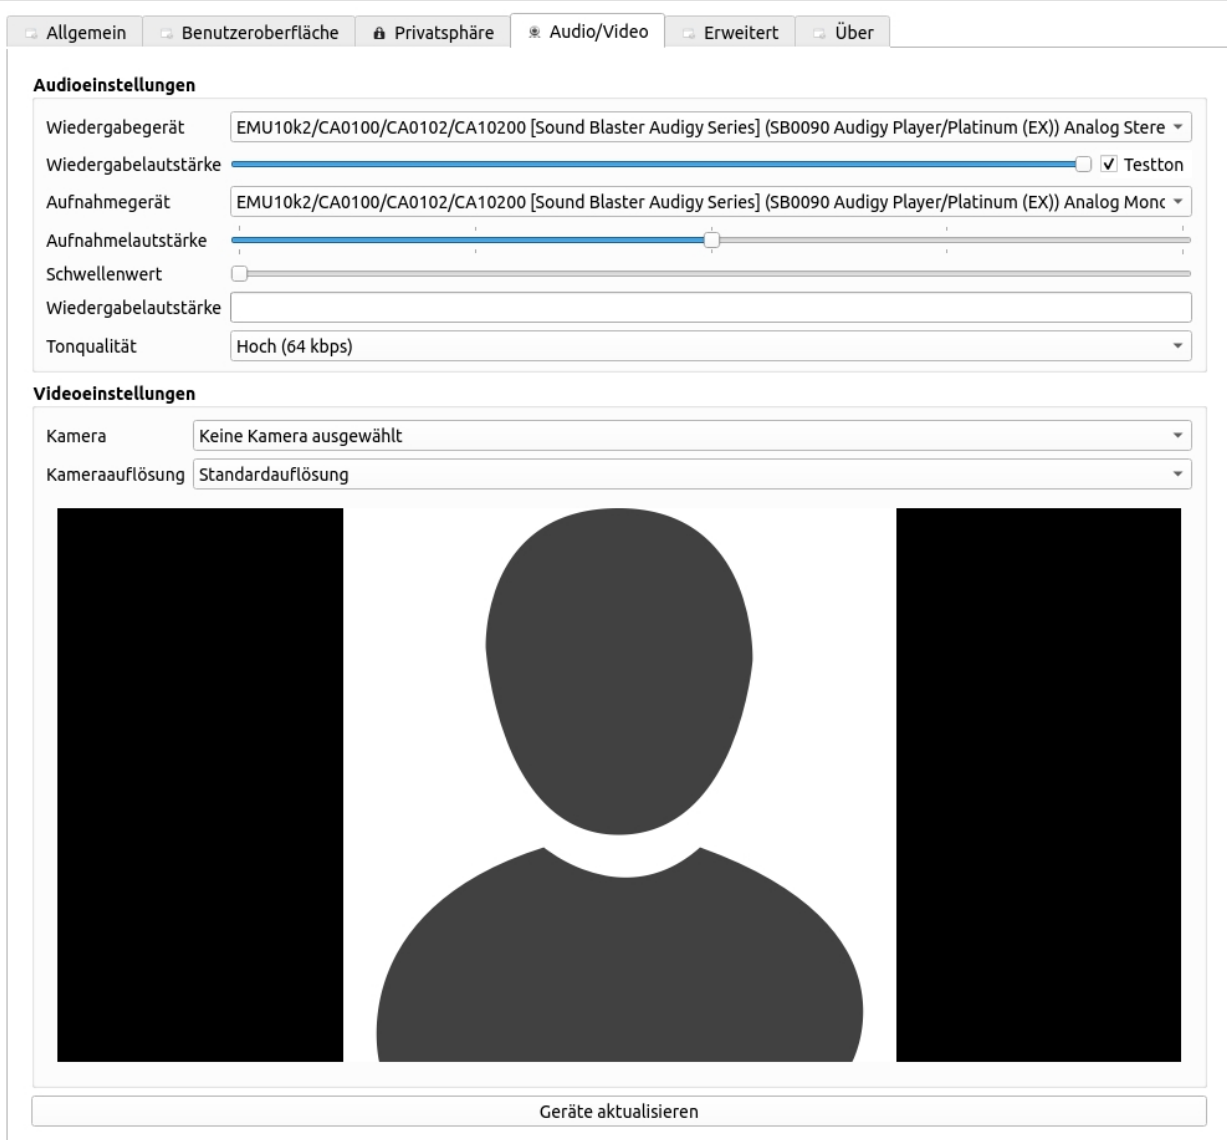 Allgemein
Benutzeroberfläche
Privatsphäre
Audio/Video
Erweitert
Über
Audioeinstellungen
Wiedergabegerät
EMU10k2/CA0100/CA0102/CA10200 [Sound Blaster Audigy Series] (SB0090 Audigy Player/Platinum (EX)) Analog Stere
Wiedergabelautstärke
Testton
Aufnahmegerät
EMU10k2/CA0100/CA0102/CA10200 [Sound Blaster Audigy Series] (SB0090 Audigy Player/Platinum (EX)) Analog Mono
Aufnahmelautstärke
Schwellenwert
Wiedergabelautstärke
Tonqualität
Hoch (64 kbps)
Videoeinstellungen
Kamera
Keine Kamera ausgewählt
Kameraauflösung
Standardauflösung
Geräte aktualisieren